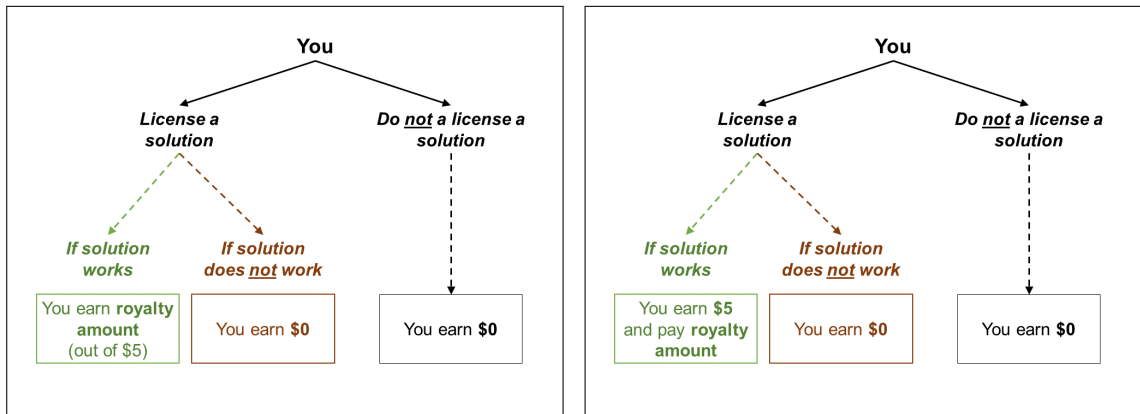 You
License a
solution
Do not a license a
solution
If solution
works
If solution
does not work
You earn royalty
amount
(out of $5)
You earn $0
You earn $0
You
License a
solution
Do not a license a
solution
If solution
works
If solution
does not work
You earn $5
and pay royalty
amount
You earn $0
You earn $0